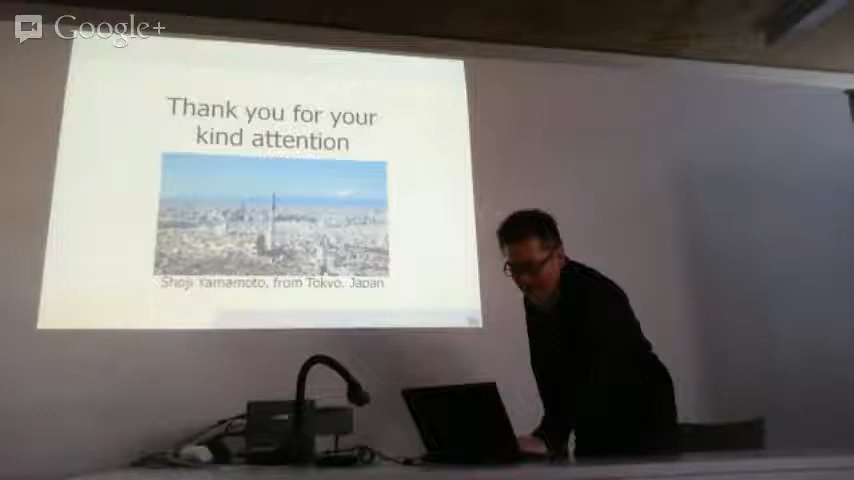 Google+
Thank you for your
kind attention
Shoji Yamamoto, from Tokyo, Japan